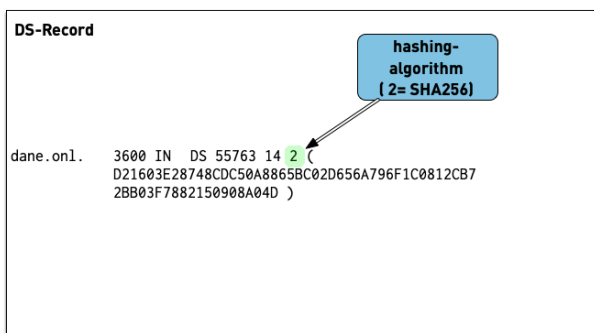 DS-Record
hashing-
algorithm
( 2= SHA256)
dane.onl. 3600 IN DS 55763 14 2 (
D21603E28748CDC50A8865BC02D656A796F1C0812CB7
2BB03F7882150908A04D )